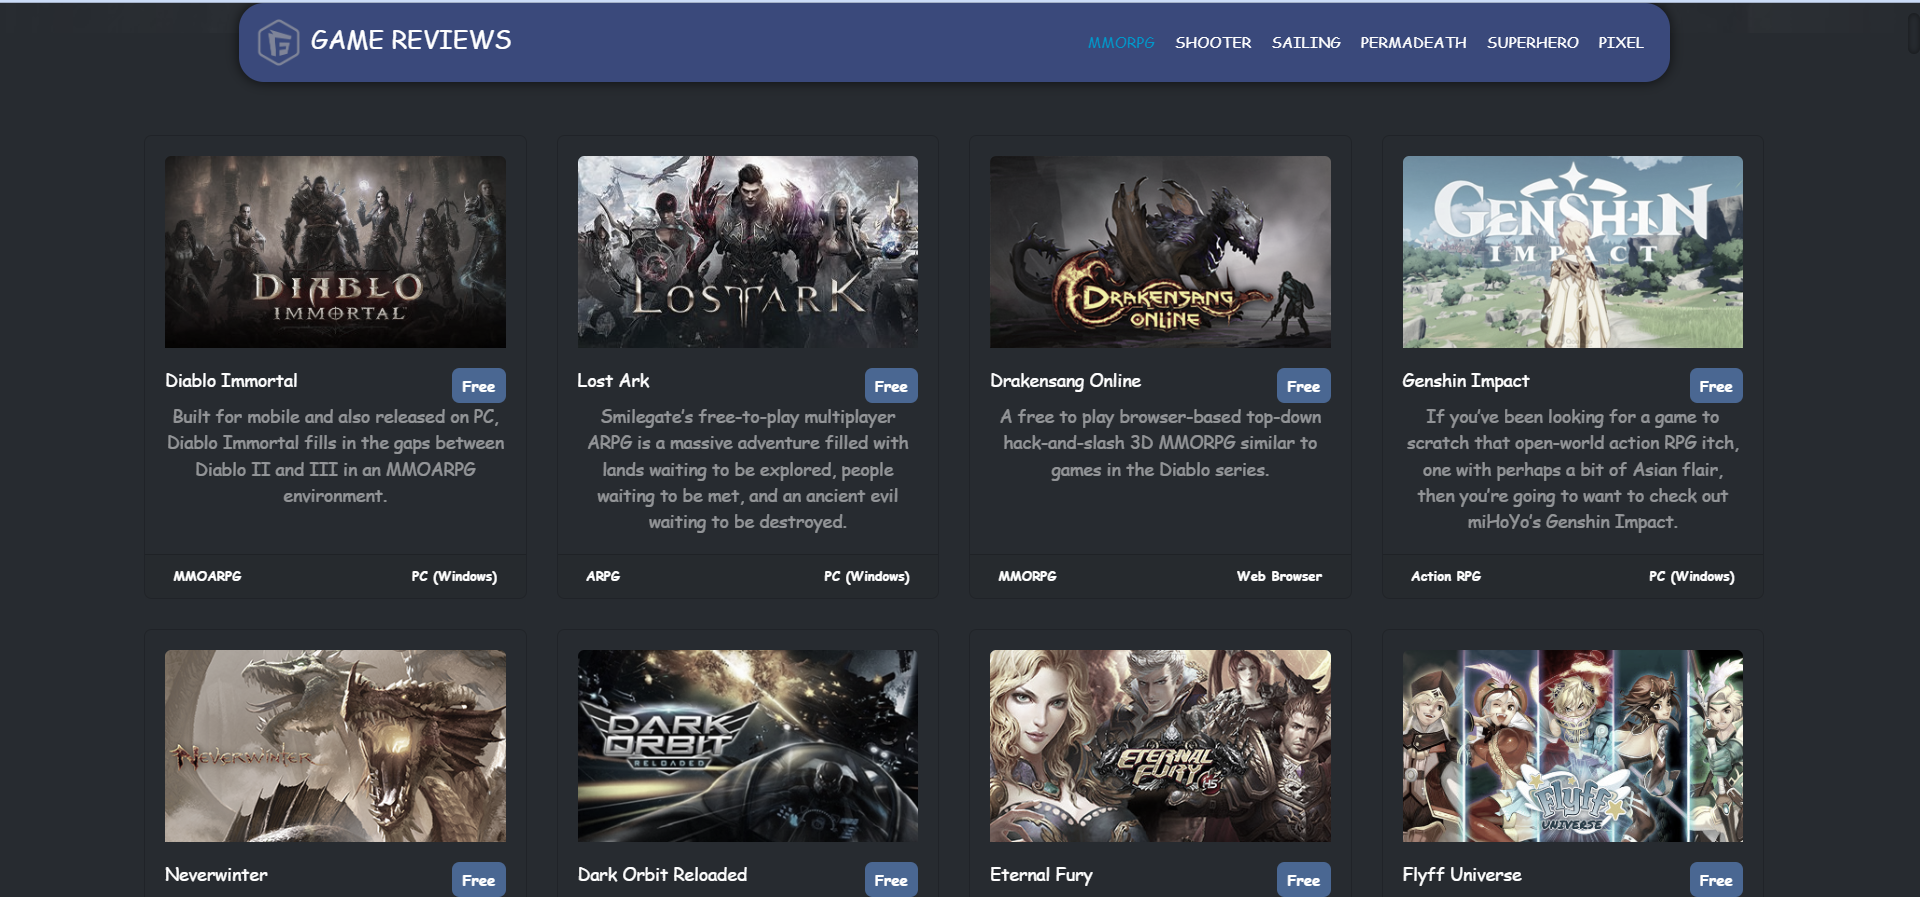 GAME REVIEWS
MMORPG SHOOTER SAILING PERMADEATH SUPERHERO PIXEL
DIABLO
IMMORTAL
LOST ARK
DRAKENSANG
ONLINE
GENSHIN
IMPACT
Diablo Immortal
Free
Built for mobile and also released on PC,
Diablo Immortal fills in the gaps between
Diablo II and III in an MMOARPG
environment.
MMOARPG
PC (Windows)
Lost Ark
Free
Smilegate's free-to-play multiplayer
ARPG is a massive adventure filled with
lands waiting to be explored, people
waiting to be met, and an ancient evil
waiting to be destroyed.
ARPG
PC (Windows)
Drakensang Online
Free
A free to play browser-based top-down
hack-and-slash 3D MMORPG similar to
games in the Diablo series.
MMORPG
Web Browser
Genshin Impact
Free
If you've been looking for a game to
scratch that open-world action RPG itch,
one with perhaps a bit of Asian flair,
then you're going to want to check out
miHoYo's Genshin Impact.
Action RPG
PC (Windows)
NEVERWINTER
DARK
ORBIT
RELOADED
ETERNAL
FURY
H5
Flyff
UNIVERSE
Neverwinter
Free
Dark Orbit Reloaded
Free
Eternal Fury
Free
Flyff Universe
Free